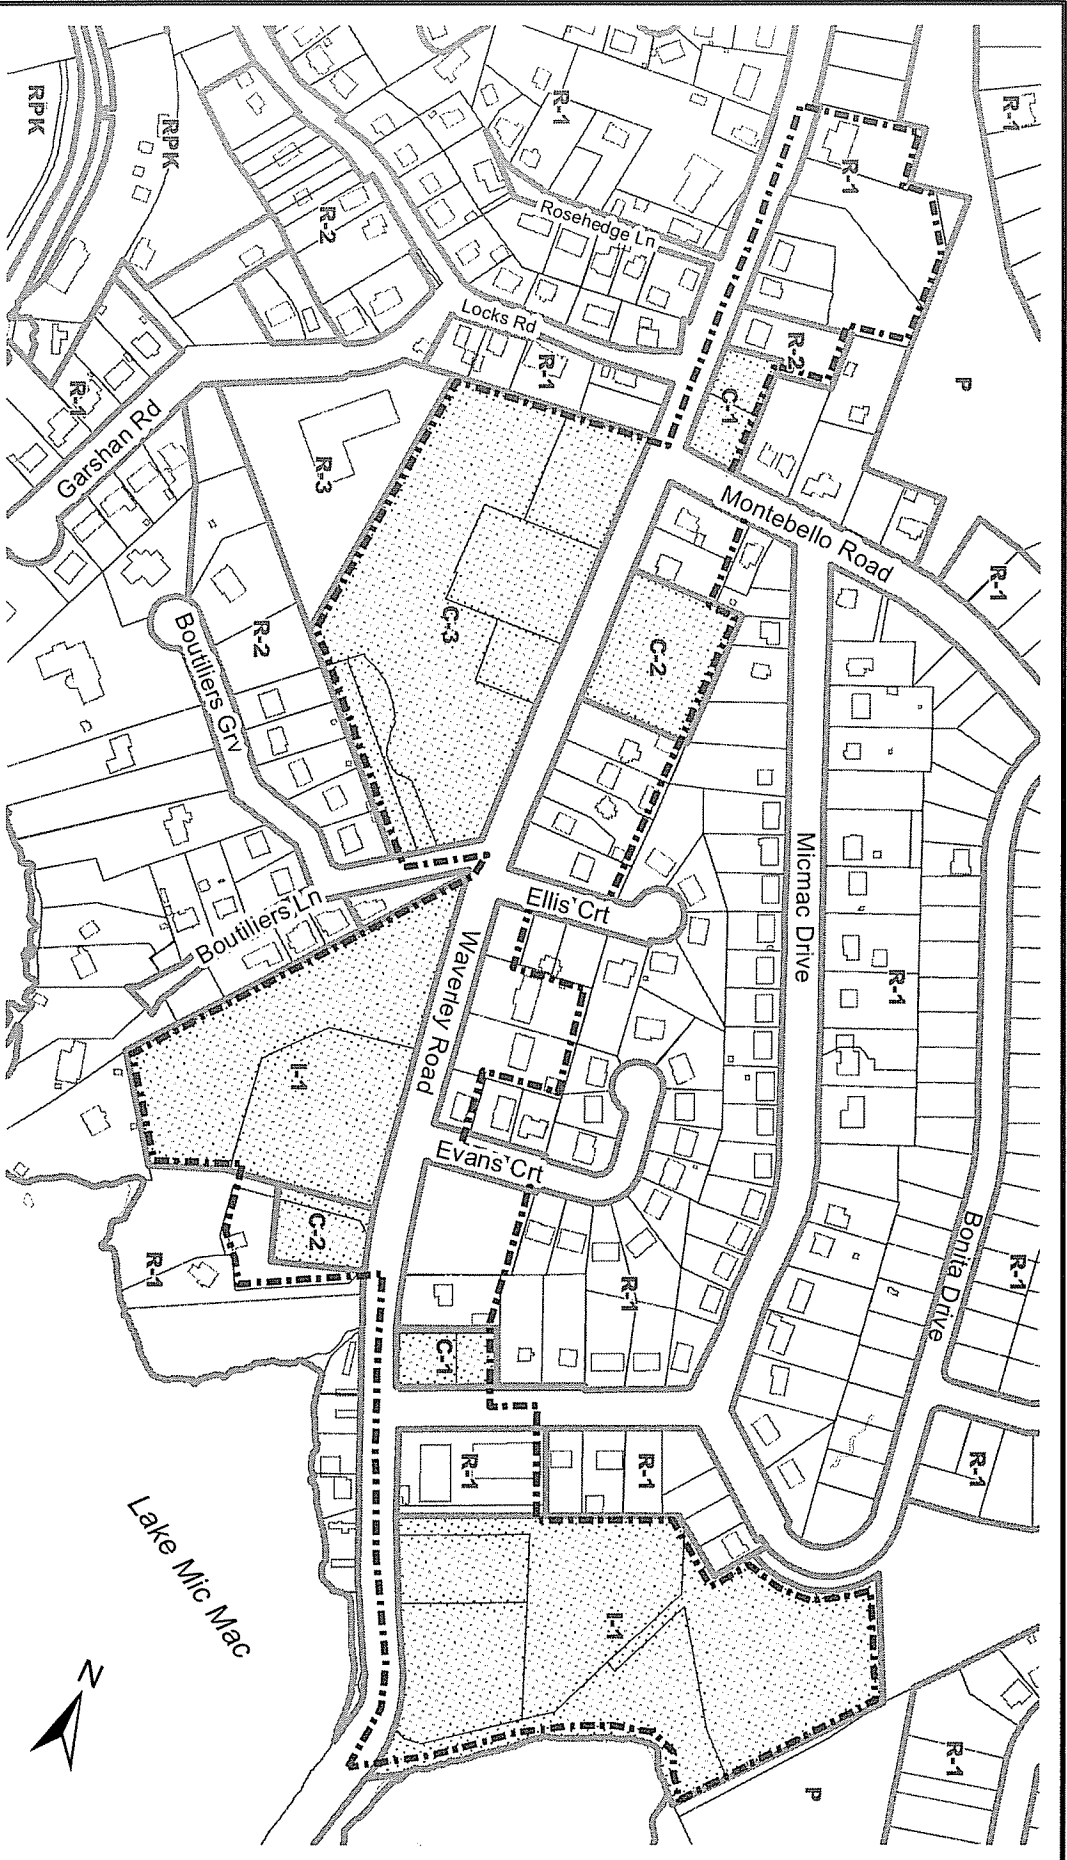 R-1
R-1
RPK
RPK
R-1
R-2
Rosehedge Ln
P
Locks Rd
R-2
C-1
R-1
R-1
Garshan Rd
R-3
Montebello Road
R-1
C-3
C-2
R-2
Boutiliers Grv
Micmac Drive
Ellis Crt
Boutiliers Ln
Waverley Road
R-1
I-1
Evans Crt
C-2
R-1
R-1
Bonita Drive
R-1
C-1
R-1
R-1
R-1
Lake Mic Mac
I-1
R-1
P
N